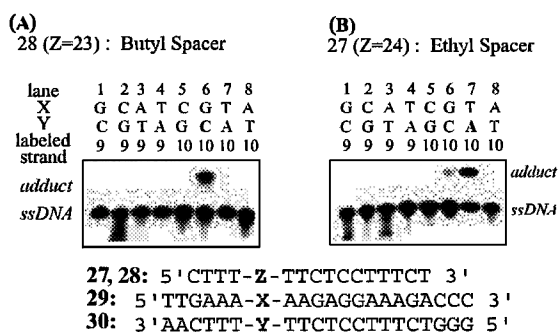 (A)
28 (Z=23) : Butyl Spacer
lane 1 2 3 4 5 6 7 8
X G C A T C G T A
Y C G T A G C A T
labeled strand 9 9 9 9 10 10 10 10
adduct
ssDNA
(B)
27 (Z=24) : Ethyl Spacer
1 2 3 4 5 6 7 8
G C A T C G T A
C G T A G C A T
9 9 9 9 10 10 10 10
adduct
ssDNA
27, 28: 5'CTTT-Z-TTCTCCTTTCT 3'
29: 5'TTGAAA-X-AAGAGGAAAGACCC 3'
30: 3'AACTTT-Y-TTCTCCTTTCTGGG 5'